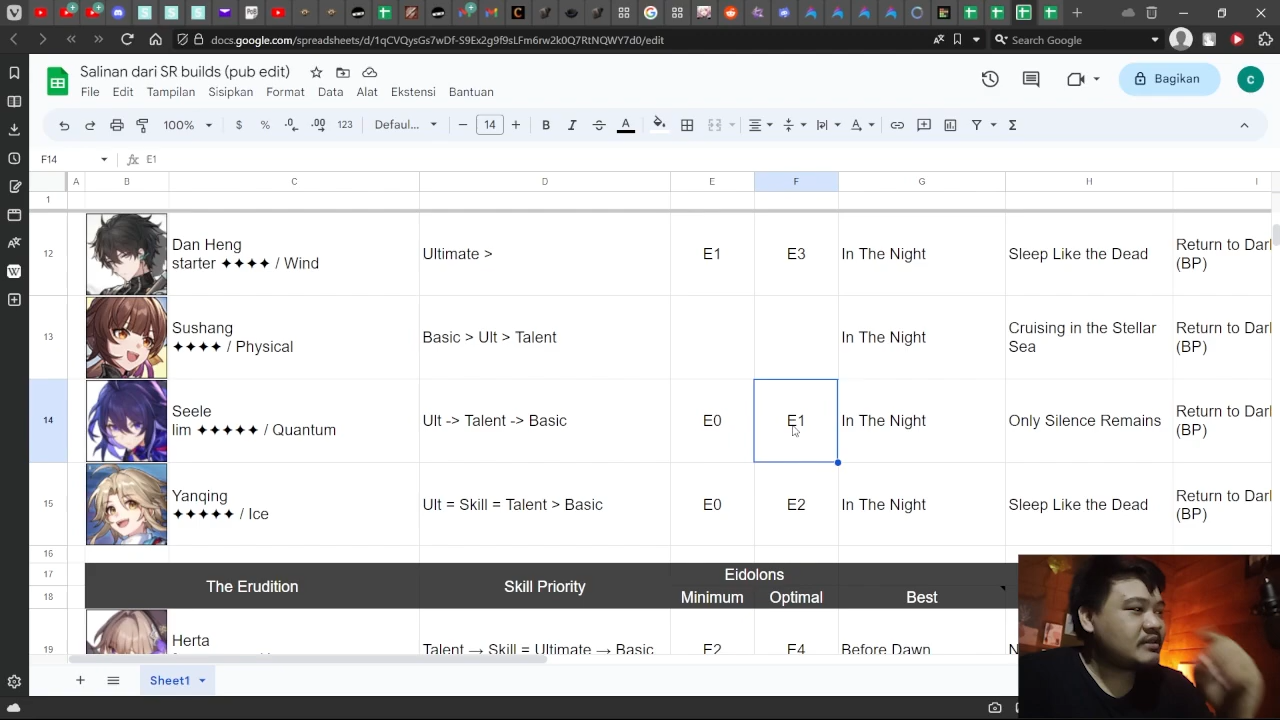 docs.google.com/spreadsheets/d/1qCVQysGs7wDf-S9Ex2g9f9sLFm6rw2k0Q7RtNQWY7d0/edit
Search Google
Salinan dari SR builds (pub edit)
File Edit Tampilan Sisipkan Format Data Alat Ekstensi Bantuan
Bagikan
C
100% $ % .0 .00 123 Defaul... 14 B I A
F14 fx E1
A B C D E F G H I
1
12 Dan Heng
starter ✦✦✦✦ / Wind
Ultimate > E1 E3 In The Night Sleep Like the Dead Return to Dar
(BP)
13 Sushang
✦✦✦✦ / Physical
Basic > Ult > Talent In The Night Cruising in the Stellar
Sea
Return to Dar
(BP)
14 Seele
lim ✦✦✦✦✦ / Quantum
Ult -> Talent -> Basic E0 E1 In The Night Only Silence Remains Return to Dar
(BP)
15 Yanqing
✦✦✦✦✦ / Ice
Ult = Skill = Talent > Basic E0 E2 In The Night Sleep Like the Dead Return to Dar
(BP)
16
17 The Erudition Skill Priority Eidolons
18 Minimum Optimal Best
19 Herta
Talent → Skill = Ultimate → Basic E2 E4 Before Dawn N
Sheet1